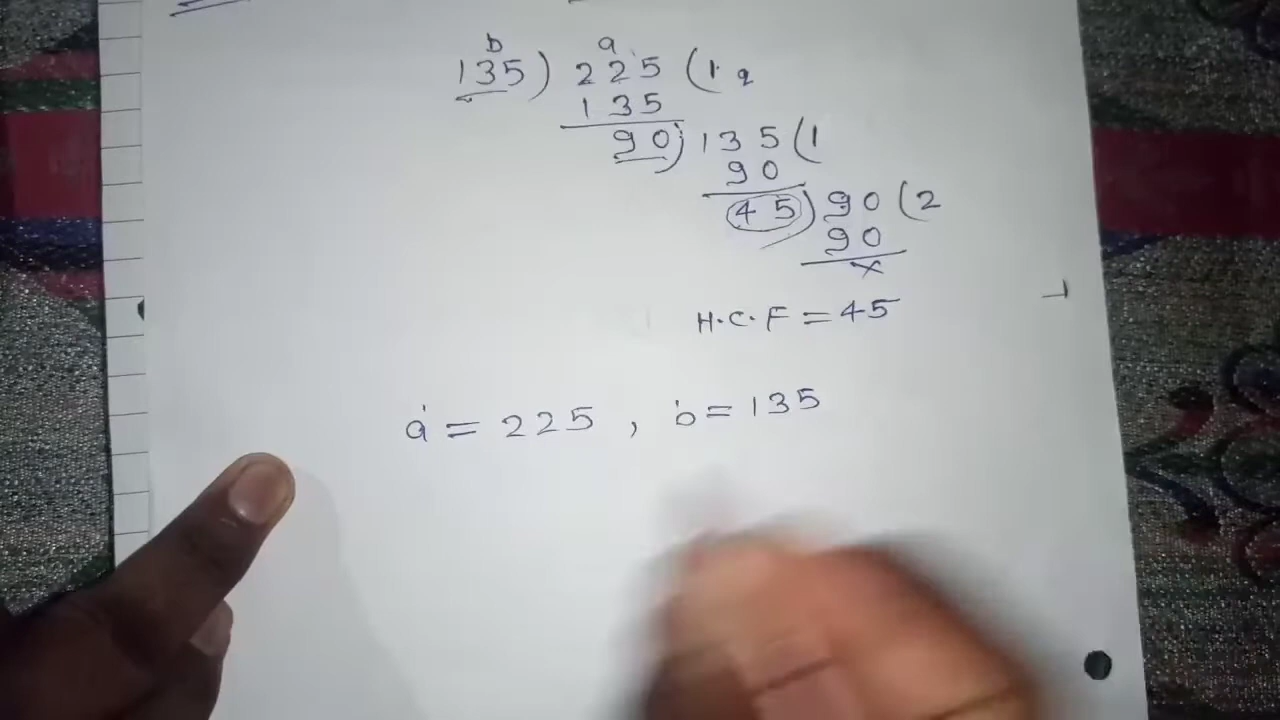 b a
135) 225 (1 q
135
90) 135 (1
90
45) 90 (2
90
x
H.C.F = 45
a = 225 , b = 135